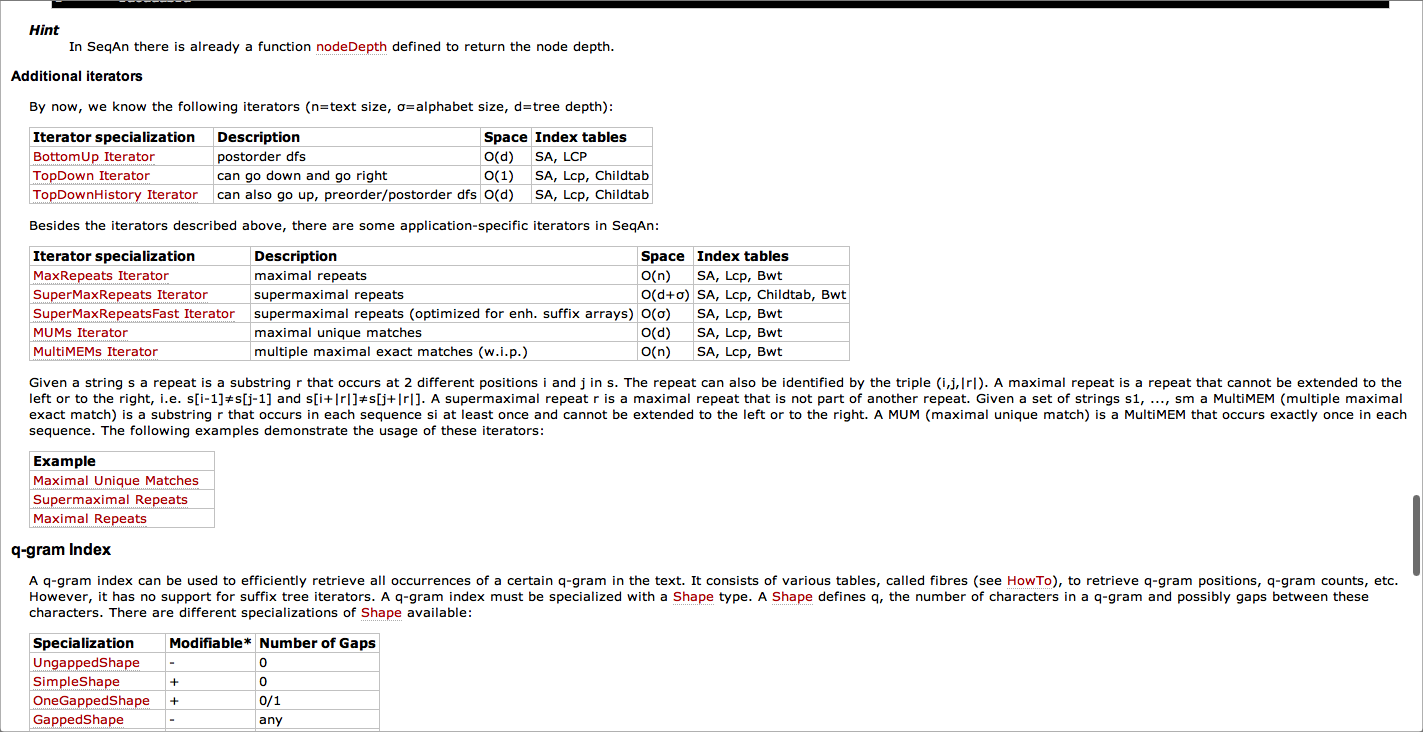 Hint
In SeqAn there is already a function nodeDepth defined to return the node depth.
Additional iterators
By now, we know the following iterators (n=text size, σ=alphabet size, d=tree depth):
Iterator specialization Description Space Index tables
BottomUp Iterator postorder dfs O(d) SA, LCP
TopDown Iterator can go down and go right O(1) SA, Lcp, Childtab
TopDownHistory Iterator can also go up, preorder/postorder dfs O(d) SA, Lcp, Childtab
Besides the iterators described above, there are some application-specific iterators in SeqAn:
Iterator specialization Description Space Index tables
MaxRepeats Iterator maximal repeats O(n) SA, Lcp, Bwt
SuperMaxRepeats Iterator supermaximal repeats O(d+σ) SA, Lcp, Childtab, Bwt
SuperMaxRepeatsFast Iterator supermaximal repeats (optimized for enh. suffix arrays) O(σ) SA, Lcp, Bwt
MUMs Iterator maximal unique matches O(d) SA, Lcp, Bwt
MultiMEMs Iterator multiple maximal exact matches (w.i.p.) O(n) SA, Lcp, Bwt
Given a string s a repeat is a substring r that occurs at 2 different positions i and j in s. The repeat can also be identified by the triple (i,j,|r|). A maximal repeat is a repeat that cannot be extended to the
left or to the right, i.e. s[i-1]≠s[j-1] and s[i+|r|]≠s[j+|r|]. A supermaximal repeat r is a maximal repeat that is not part of another repeat. Given a set of strings s1, ..., sm a MultiMEM (multiple maximal
exact match) is a substring r that occurs in each sequence si at least once and cannot be extended to the left or to the right. A MUM (maximal unique match) is a MultiMEM that occurs exactly once in each
sequence. The following examples demonstrate the usage of these iterators:
Example
Maximal Unique Matches
Supermaximal Repeats
Maximal Repeats
q-gram Index
A q-gram index can be used to efficiently retrieve all occurrences of a certain q-gram in the text. It consists of various tables, called fibres (see HowTo), to retrieve q-gram positions, q-gram counts, etc.
However, it has no support for suffix tree iterators. A q-gram index must be specialized with a Shape type. A Shape defines q, the number of characters in a q-gram and possibly gaps between these
characters. There are different specializations of Shape available:
Specialization Modifiable* Number of Gaps
UngappedShape - 0
SimpleShape + 0
OneGappedShape + 0/1
GappedShape - any